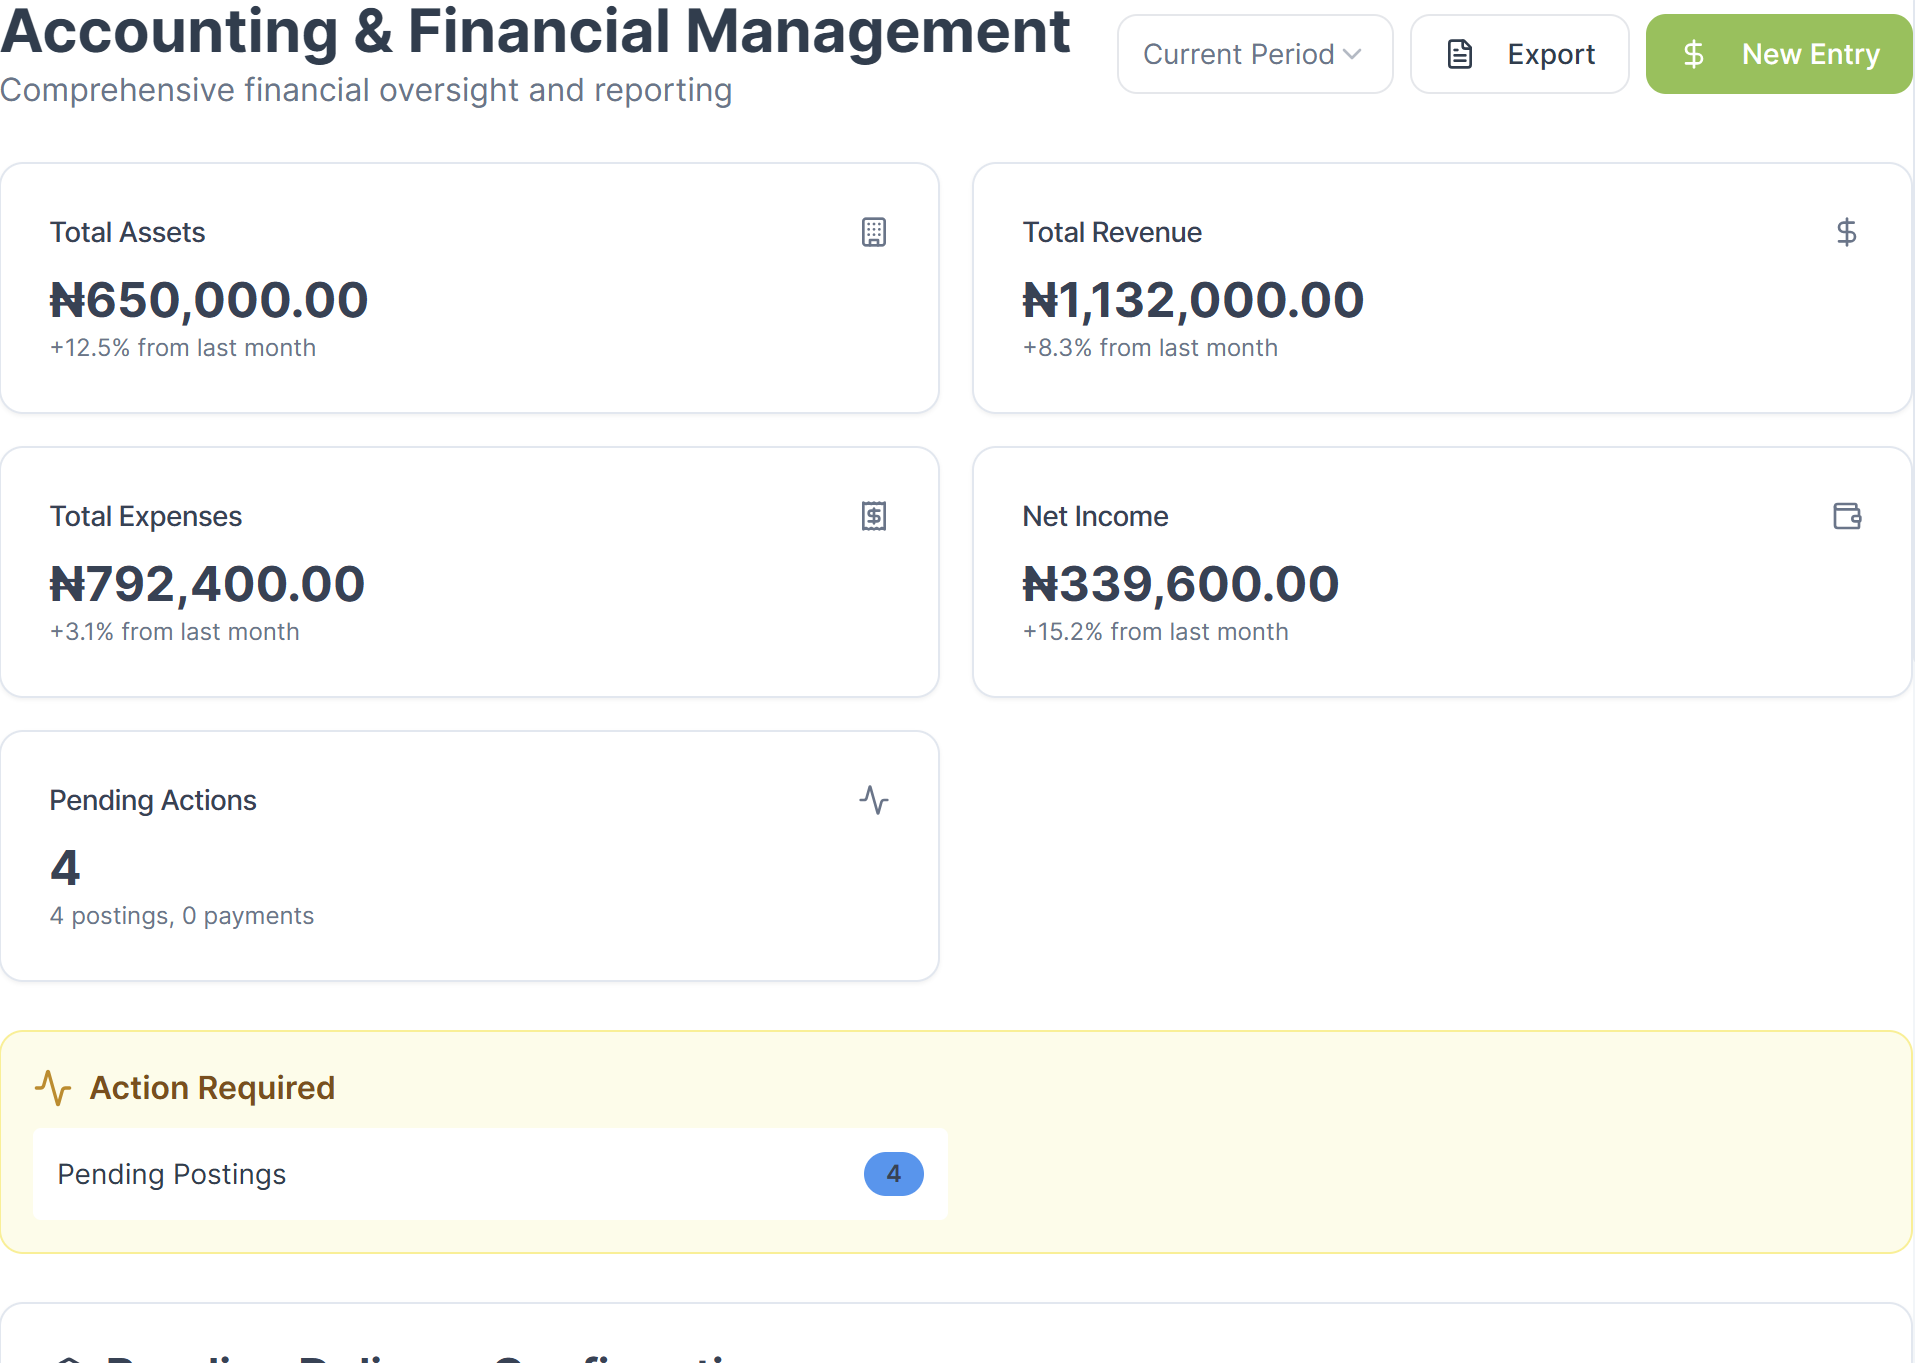 Accounting & Financial Management
Comprehensive financial oversight and reporting
Current Period
Export
New Entry
Total Assets
₦650,000.00
+12.5% from last month
Total Revenue
₦1,132,000.00
+8.3% from last month
Total Expenses
₦792,400.00
+3.1% from last month
Net Income
₦339,600.00
+15.2% from last month
Pending Actions
4
4 postings, 0 payments
Action Required
Pending Postings
4